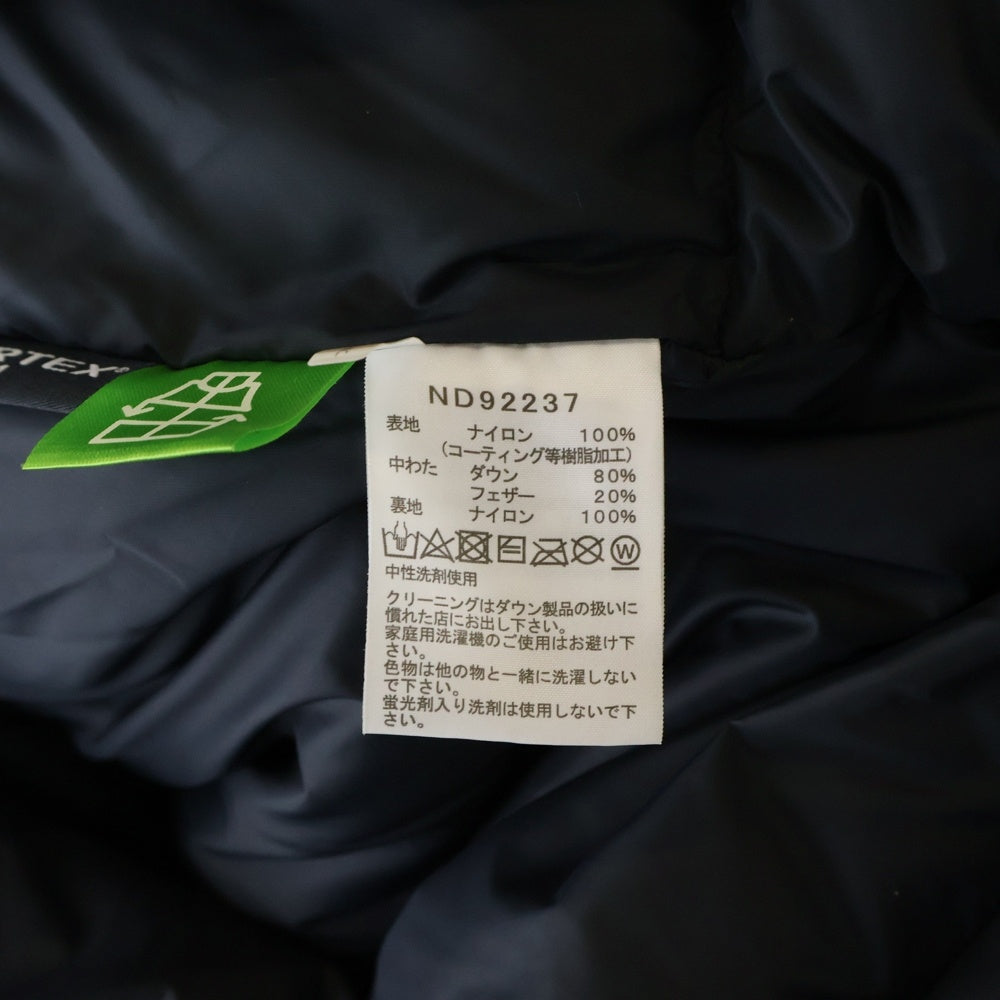 ND92237
表地 ナイロン 100%
(コーティング等樹脂加工)
中わた ダウン 80%
フェザー 20%
裏地 ナイロン 100%
W
中性洗剤使用
クリーニングはダウン製品の扱いに
慣れた店にお出し下さい。
家庭用洗濯機のご使用はお避け下
さい。
色物は他の物と一緒に洗濯しない
で下さい。
蛍光剤入り洗剤は使用しないで下
さい。